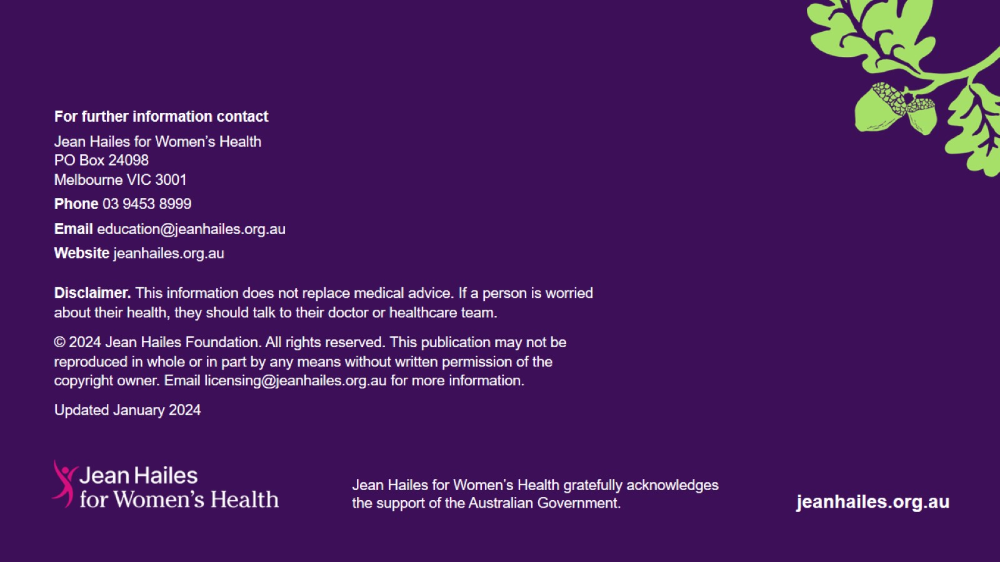 For further information contact
Jean Hailes for Women’s Health
PO Box 24098
Melbourne VIC 3001
Phone 03 9453 8999
Email education@jeanhailes.org.au
Website jeanhailes.org.au
Disclaimer. This information does not replace medical advice. If a person is worried
about their health, they should talk to their doctor or healthcare team.
© 2024 Jean Hailes Foundation. All rights reserved. This publication may not be
reproduced in whole or in part by any means without written permission of the
copyright owner. Email licensing@jeanhailes.org.au for more information.
Updated January 2024
Jean Hailes
for Women’s Health
Jean Hailes for Women’s Health gratefully acknowledges
the support of the Australian Government.
jeanhailes.org.au